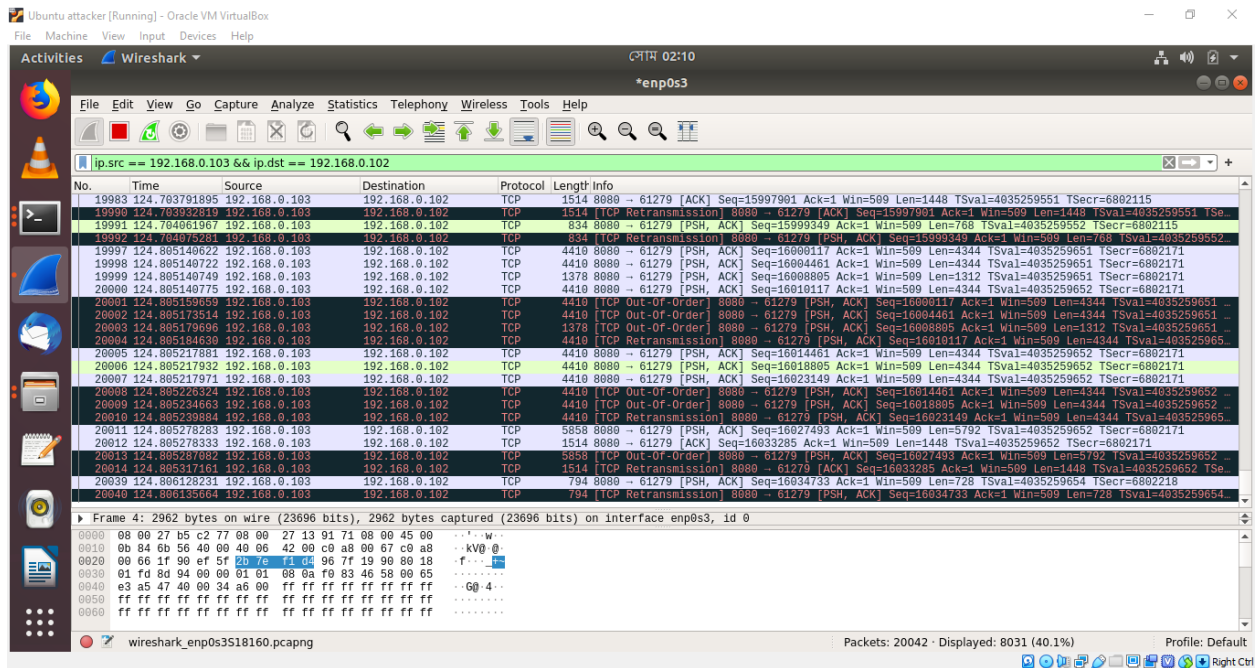 Ubuntu attacker [Running] - Oracle VM VirtualBox
File Machine View Input Devices Help
Activities Wireshark সোম 02:10
*enp0s3
File Edit View Go Capture Analyze Statistics Telephony Wireless Tools Help
ip.src == 192.168.0.103 && ip.dst == 192.168.0.102
No. Time Source Destination Protocol Length Info
19983 124.703791895 192.168.0.103 192.168.0.102 TCP 1514 8080 → 61279 [ACK] Seq=15997901 Ack=1 Win=509 Len=1448 TSval=4035259551 TSecr=6802115
19990 124.703932819 192.168.0.103 192.168.0.102 TCP 1514 [TCP Retransmission] 8080 → 61279 [ACK] Seq=15997901 Ack=1 Win=509 Len=1448 TSval=4035259551 TSe…
19991 124.704061967 192.168.0.103 192.168.0.102 TCP 834 8080 → 61279 [PSH, ACK] Seq=15999349 Ack=1 Win=509 Len=768 TSval=4035259552 TSecr=6802115
19992 124.704075281 192.168.0.103 192.168.0.102 TCP 834 [TCP Retransmission] 8080 → 61279 [PSH, ACK] Seq=15999349 Ack=1 Win=509 Len=768 TSval=4035259552…
19997 124.805140622 192.168.0.103 192.168.0.102 TCP 4410 8080 → 61279 [PSH, ACK] Seq=16000117 Ack=1 Win=509 Len=4344 TSval=4035259651 TSecr=6802171
19998 124.805140722 192.168.0.103 192.168.0.102 TCP 4410 8080 → 61279 [PSH, ACK] Seq=16004461 Ack=1 Win=509 Len=4344 TSval=4035259651 TSecr=6802171
19999 124.805140749 192.168.0.103 192.168.0.102 TCP 1378 8080 → 61279 [PSH, ACK] Seq=16008805 Ack=1 Win=509 Len=1312 TSval=4035259651 TSecr=6802171
20000 124.805140775 192.168.0.103 192.168.0.102 TCP 4410 8080 → 61279 [PSH, ACK] Seq=16010117 Ack=1 Win=509 Len=4344 TSval=4035259652 TSecr=6802171
20001 124.805159659 192.168.0.103 192.168.0.102 TCP 4410 [TCP Out-Of-Order] 8080 → 61279 [PSH, ACK] Seq=16000117 Ack=1 Win=509 Len=4344 TSval=4035259651 …
20002 124.805173514 192.168.0.103 192.168.0.102 TCP 4410 [TCP Out-Of-Order] 8080 → 61279 [PSH, ACK] Seq=16004461 Ack=1 Win=509 Len=4344 TSval=4035259651 …
20003 124.805179696 192.168.0.103 192.168.0.102 TCP 1378 [TCP Out-Of-Order] 8080 → 61279 [PSH, ACK] Seq=16008805 Ack=1 Win=509 Len=1312 TSval=4035259651 …
20004 124.805184630 192.168.0.103 192.168.0.102 TCP 4410 [TCP Retransmission] 8080 → 61279 [PSH, ACK] Seq=16010117 Ack=1 Win=509 Len=4344 TSval=403525965…
20005 124.805217881 192.168.0.103 192.168.0.102 TCP 4410 8080 → 61279 [PSH, ACK] Seq=16014461 Ack=1 Win=509 Len=4344 TSval=4035259652 TSecr=6802171
20006 124.805217932 192.168.0.103 192.168.0.102 TCP 4410 8080 → 61279 [PSH, ACK] Seq=16018805 Ack=1 Win=509 Len=4344 TSval=4035259652 TSecr=6802171
20007 124.805217971 192.168.0.103 192.168.0.102 TCP 4410 8080 → 61279 [PSH, ACK] Seq=16023149 Ack=1 Win=509 Len=4344 TSval=4035259652 TSecr=6802171
20008 124.805226324 192.168.0.103 192.168.0.102 TCP 4410 [TCP Out-Of-Order] 8080 → 61279 [PSH, ACK] Seq=16014461 Ack=1 Win=509 Len=4344 TSval=4035259652 …
20009 124.805234663 192.168.0.103 192.168.0.102 TCP 4410 [TCP Out-Of-Order] 8080 → 61279 [PSH, ACK] Seq=16018805 Ack=1 Win=509 Len=4344 TSval=4035259652 …
20010 124.805239884 192.168.0.103 192.168.0.102 TCP 4410 [TCP Retransmission] 8080 → 61279 [PSH, ACK] Seq=16023149 Ack=1 Win=509 Len=4344 TSval=403525965…
20011 124.805278283 192.168.0.103 192.168.0.102 TCP 5858 8080 → 61279 [PSH, ACK] Seq=16027493 Ack=1 Win=509 Len=5792 TSval=4035259652 TSecr=6802171
20012 124.805278333 192.168.0.103 192.168.0.102 TCP 1514 8080 → 61279 [ACK] Seq=16033285 Ack=1 Win=509 Len=1448 TSval=4035259652 TSecr=6802171
20013 124.805287082 192.168.0.103 192.168.0.102 TCP 5858 [TCP Out-Of-Order] 8080 → 61279 [PSH, ACK] Seq=16027493 Ack=1 Win=509 Len=5792 TSval=4035259652 …
20014 124.805317161 192.168.0.103 192.168.0.102 TCP 1514 [TCP Retransmission] 8080 → 61279 [ACK] Seq=16033285 Ack=1 Win=509 Len=1448 TSval=4035259652 TSe…
20039 124.806128231 192.168.0.103 192.168.0.102 TCP 794 8080 → 61279 [PSH, ACK] Seq=16034733 Ack=1 Win=509 Len=728 TSval=4035259654 TSecr=6802218
20040 124.806135664 192.168.0.103 192.168.0.102 TCP 794 [TCP Retransmission] 8080 → 61279 [PSH, ACK] Seq=16034733 Ack=1 Win=509 Len=728 TSval=4035259654…
Frame 4: 2962 bytes on wire (23696 bits), 2962 bytes captured (23696 bits) on interface enp0s3, id 0
0000 08 00 27 b5 c2 77 08 00 27 13 91 71 08 00 45 00 ··'··w··
0010 0b 84 6b 56 40 00 40 06 42 00 c0 a8 00 67 c0 a8 ··kV@·@·
0020 00 66 1f 90 ef 5f 2b 7e f1 d4 96 7f 19 90 80 18 ·f···_+~
0030 01 fd 8d 94 00 00 01 01 08 0a f0 83 46 58 00 65 ········
0040 e3 a5 47 40 00 34 a6 00 ff ff ff ff ff ff ff ff ··G@·4··
0050 ff ff ff ff ff ff ff ff ff ff ff ff ff ff ff ff ········
0060 ff ff ff ff ff ff ff ff ff ff ff ff ff ff ff ff ········
wireshark_enp0s3S18160.pcapng Packets: 20042 · Displayed: 8031 (40.1%) Profile: Default
Right Ctrl